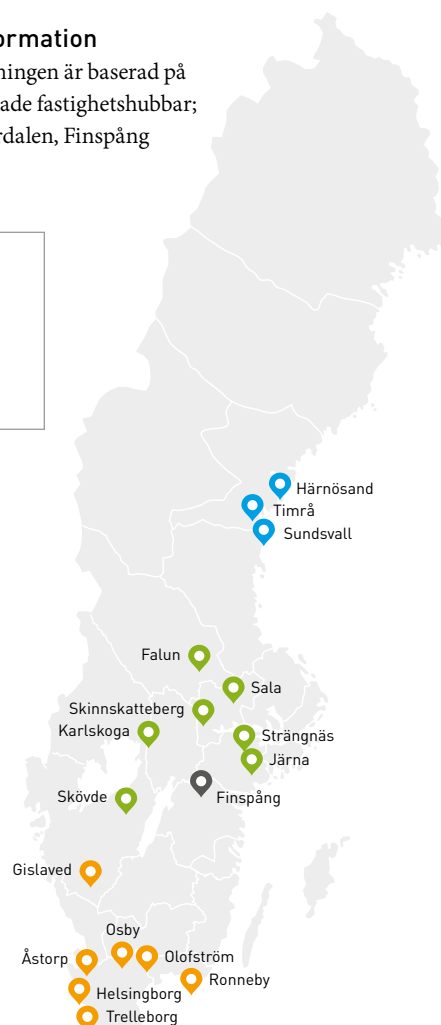 ormation
ningen är baserad på
ade fastighetshubbar;
rdalen, Finspång
Härnösand
Timrå
Sundsvall
Falun
Sala
Skinnskatteberg
Karlskoga
Strängnäs
Järna
Skövde
Finspång
Gislaved
Osby
Åstorp
Olofström
Ronneby
Helsingborg
Trelleborg